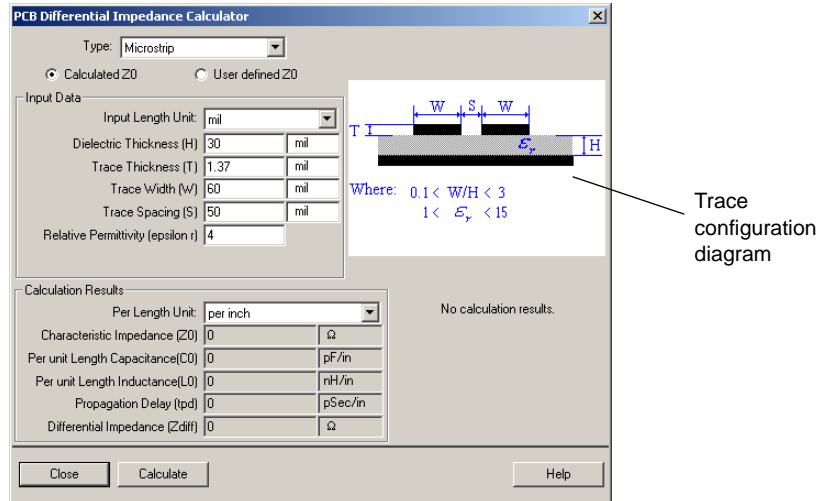 PCB Differential Impedance Calculator
Type: Microstrip
Calculated Z0 User defined Z0
Input Data
Input Length Unit: mil
Dielectric Thickness (H) 30 mil
Trace Thickness (T) 1.37 mil
Trace Width (W) 60 mil
Trace Spacing (S) 50 mil
Relative Permittivity (epsilon r) 4
W S W
T
H
εr
Where: 0.1 < W/H < 3
1 < εr < 15
Trace
configuration
diagram
Calculation Results
Per Length Unit: per inch
Characteristic Impedance (Z0) 0 Ω
Per unit Length Capacitance(C0) 0 pF/in
Per unit Length Inductance(L0) 0 nH/in
Propagation Delay (tpd) 0 pSec/in
Differential Impedance (Zdiff) 0 Ω
No calculation results.
Close Calculate Help